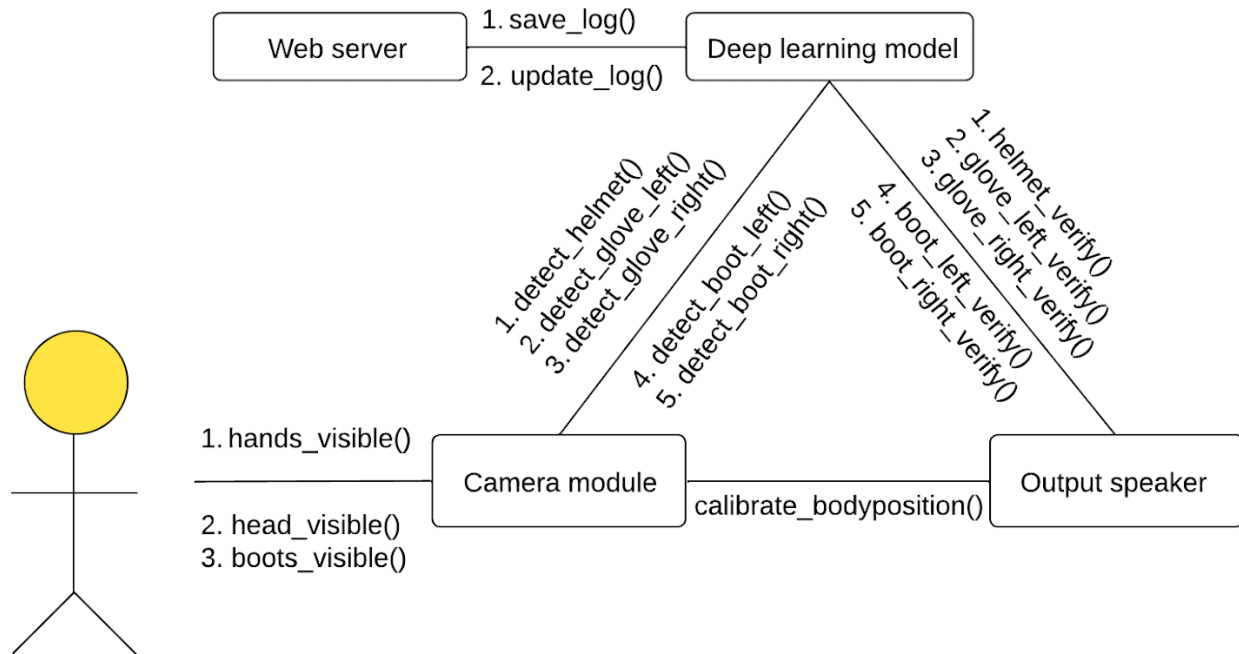 Web server
1. save_log()
2. update_log()
Deep learning model
1. detect_helmet()
2. detect_glove_left()
3. detect_glove_right()
4. detect_boot_left()
5. detect_boot_right()
1. helmet_verify()
2. glove_left_verify()
3. glove_right_verify()
4. boot_left_verify()
5. boot_right_verify()
1. hands_visible()
2. head_visible()
3. boots_visible()
Camera module
calibrate_bodyposition()
Output speaker